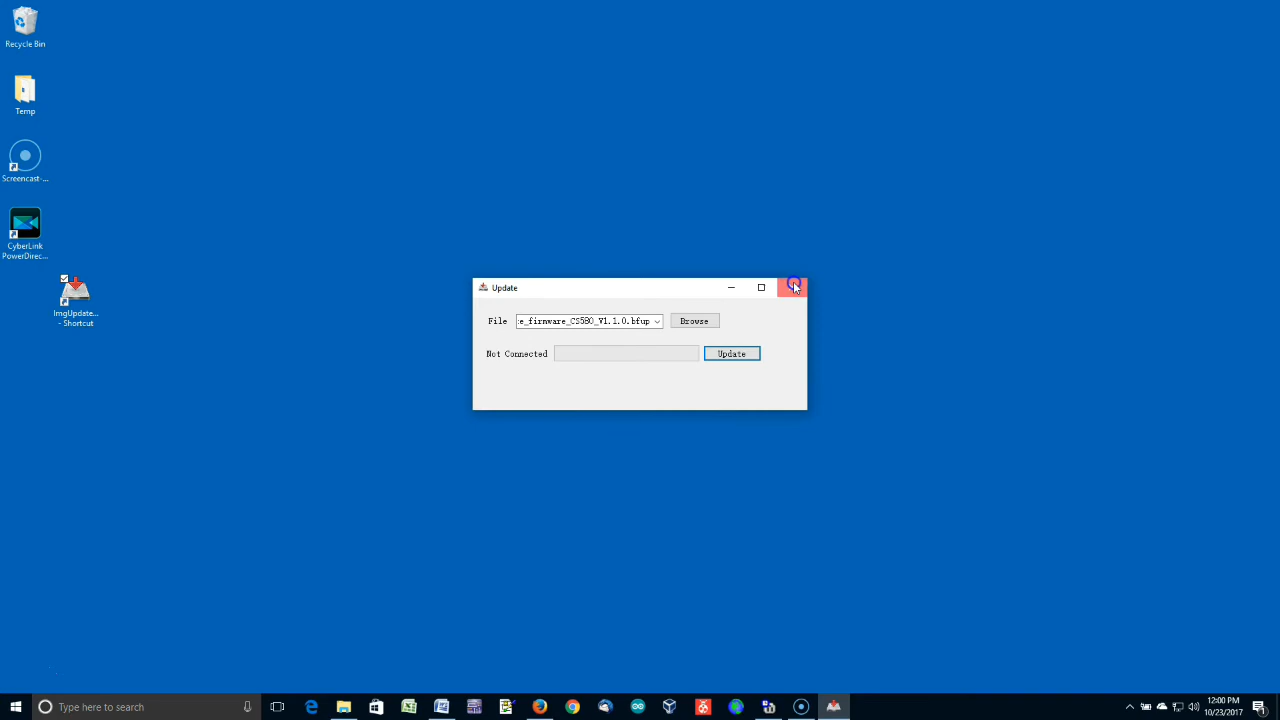 Recycle Bin
Temp
Screencast-...
CyberLink
PowerDirec...
ImgUpdate...
- Shortcut
Update
File
:e_firmware_CS580_V1.1.0.bfup
Browse
Not Connected
Update
Type here to search
12:00 PM
10/23/2017
1